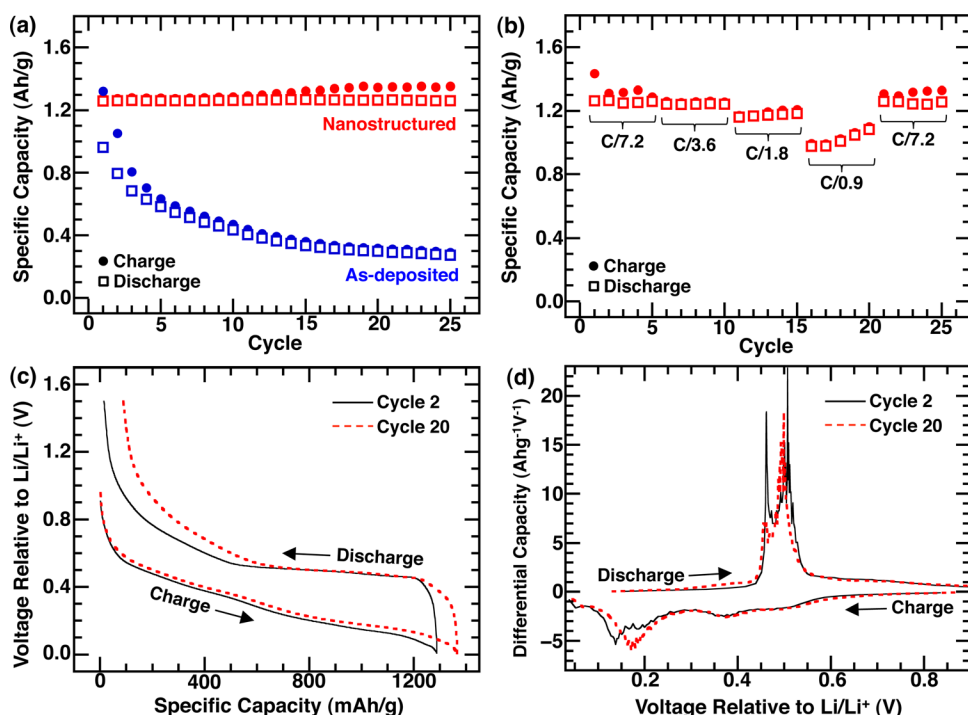 (a)
Specific Capacity (Ah/g)
1.6
1.2
0.8
0.4
0.0
Nanostructured
As-deposited
Charge
Discharge
0 5 10 15 20 25
Cycle
(b)
Specific Capacity (Ah/g)
1.6
1.2
0.8
0.4
0.0
C/7.2
C/3.6
C/1.8
C/0.9
C/7.2
Charge
Discharge
0 5 10 15 20 25
Cycle
(c)
Voltage Relative to Li/Li⁺ (V)
1.6
1.2
0.8
0.4
0.0
Cycle 2
Cycle 20
Discharge
Charge
0 400 800 1200
Specific Capacity (mAh/g)
(d)
Differential Capacity (Ahg⁻¹V⁻¹)
20
15
10
5
0
−5
Cycle 2
Cycle 20
Discharge
Charge
0.2 0.4 0.6 0.8
Voltage Relative to Li/Li⁺ (V)